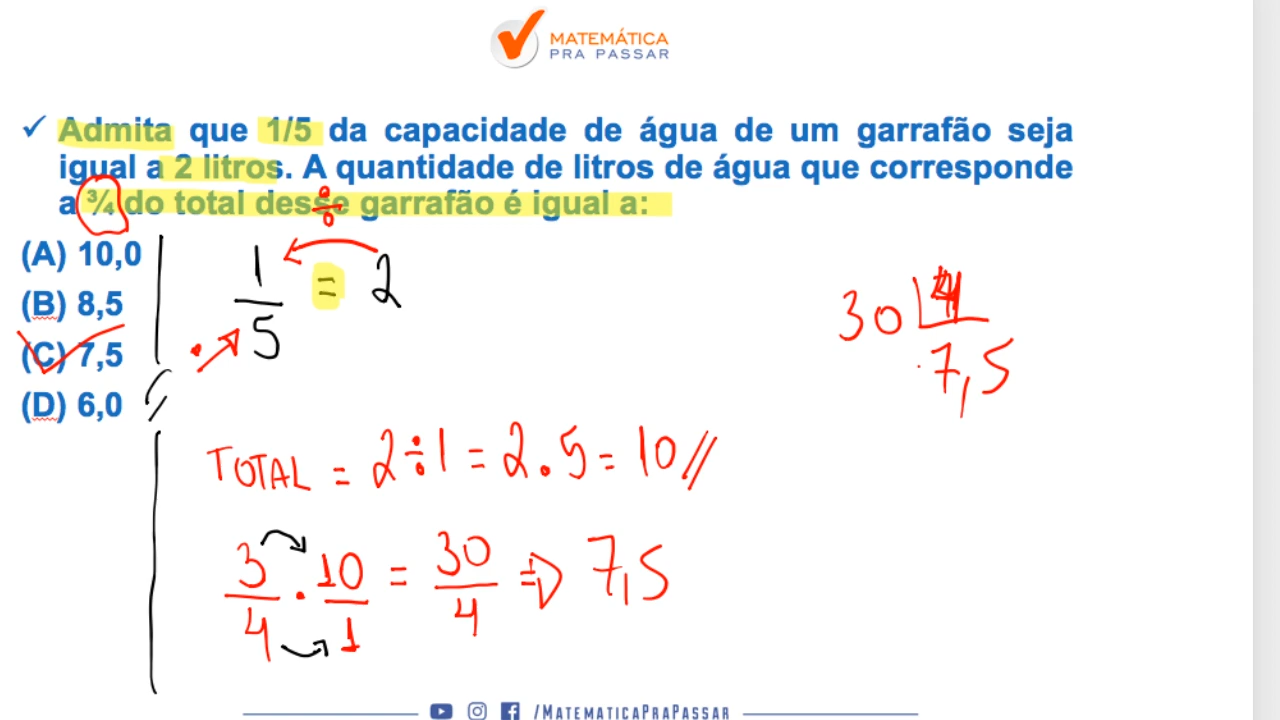 MATEMÁTICA
PRA PASSAR
✓ Admita que 1/5 da capacidade de água de um garrafão seja
igual a 2 litros. A quantidade de litros de água que corresponde
a ¾ do total desse garrafão é igual a:
(A) 10,0
(B) 8,5
(C) 7,5
(D) 6,0
÷
1/5 = 2
30 4
7,5
TOTAL = 2 ÷ 1 = 2 . 5 = 10 //
3/4 . 10/1 = 30/4 => 7,5
/MATEMATICAPRAPASSAR